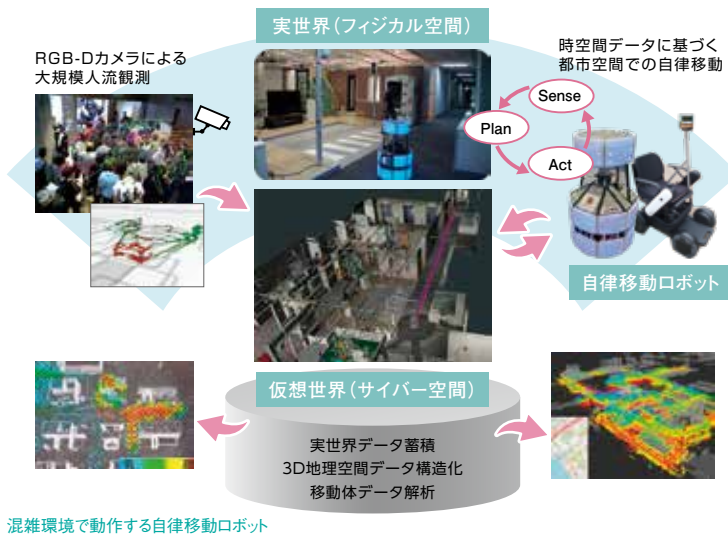 実世界（フィジカル空間）
RGB-Dカメラによる
大規模人流観測
時空間データに基づく
都市空間での自律移動
Sense
Plan
Act
自律移動ロボット
仮想世界（サイバー空間）
実世界データ蓄積
3D地理空間データ構造化
移動体データ解析
混雑環境で動作する自律移動ロボット